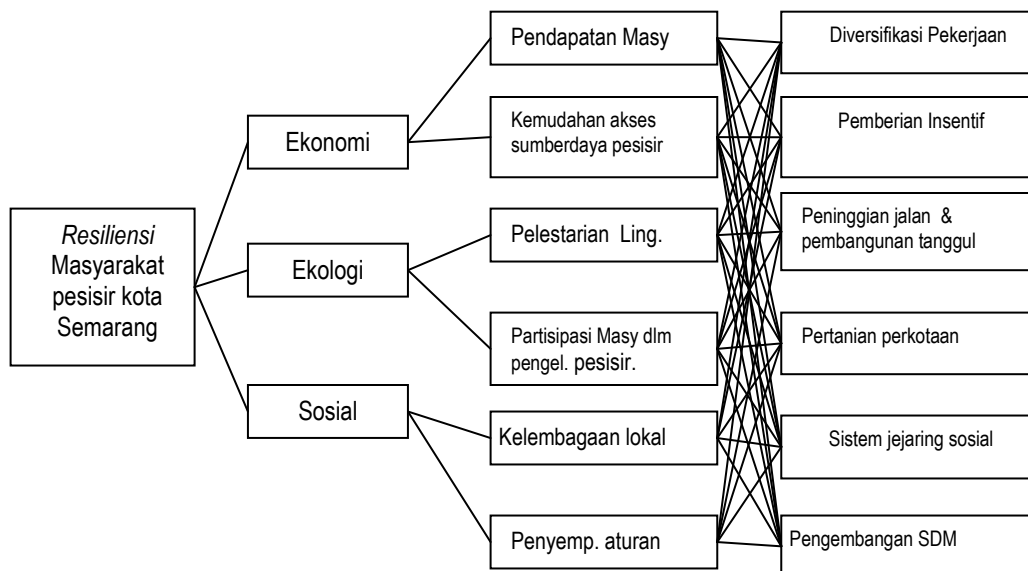 Resiliensi
Masyarakat
pesisir kota
Semarang
Ekonomi
Ekologi
Sosial
Pendapatan Masy
Kemudahan akses
sumberdaya pesisir
Pelestarian Ling.
Partisipasi Masy dlm
pengel. pesisir.
Kelembagaan lokal
Penyemp. aturan
Diversifikasi Pekerjaan
Pemberian Insentif
Peninggian jalan &
pembangunan tanggul
Pertanian perkotaan
Sistem jejaring sosial
Pengembangan SDM